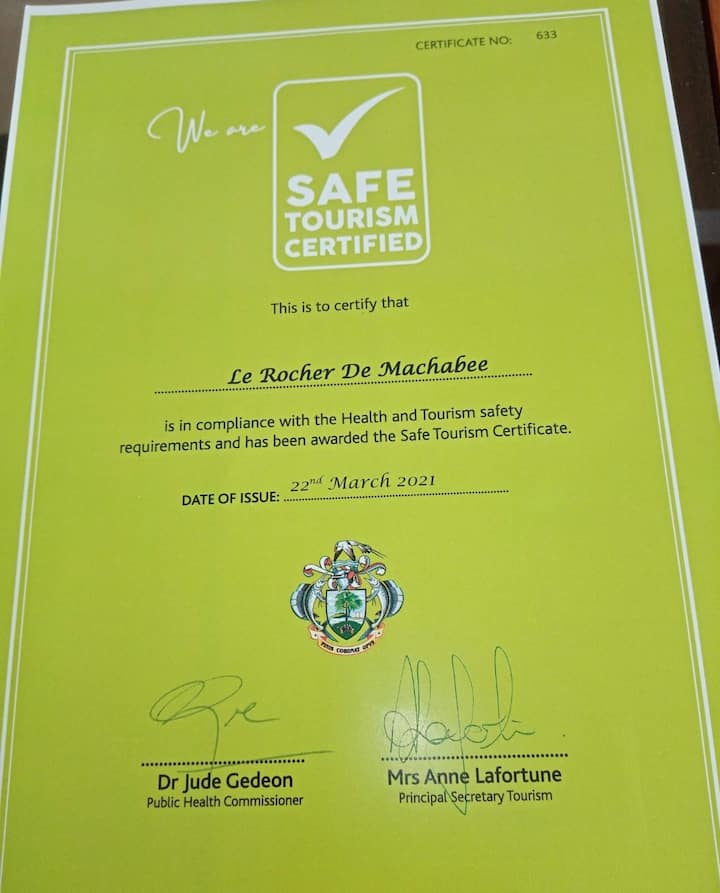 CERTIFICATE NO: 633
We are
SAFE
TOURISM
CERTIFIED
This is to certify that
Le Rocher De Machabee
is in compliance with the Health and Tourism safety
requirements and has been awarded the Safe Tourism Certificate.
DATE OF ISSUE: 22nd March 2021
FINIS CORONAT OPUS
Dr Jude Gedeon
Mrs Anne Lafortune
Public Health Commissioner
Principal Secretary Tourism